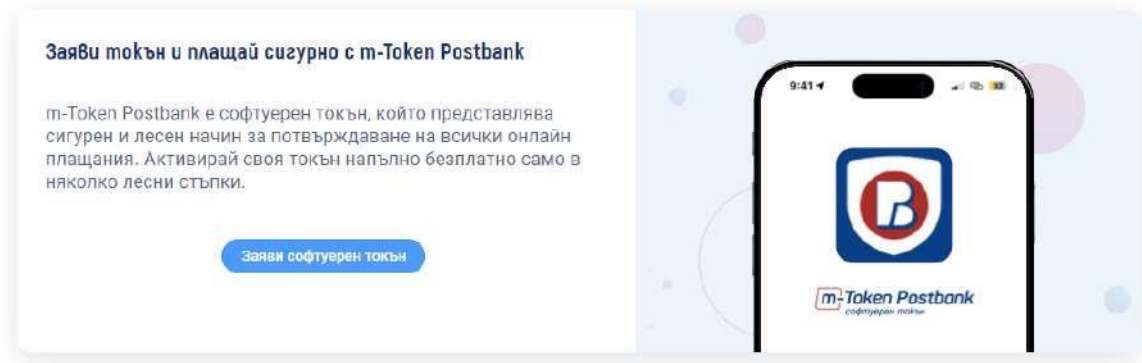 Заяви токън и плащай сигурно с m-Token Postbank
m-Token Postbank е софтуерен токън, който представлява
сигурен и лесен начин за потвърждаване на всички онлайн
плащания. Активирай своя токън напълно безплатно само в
няколко лесни стъпки.
Заяви софтуерен токън
9:41
B
m-Token Postbank
софтуерен токън